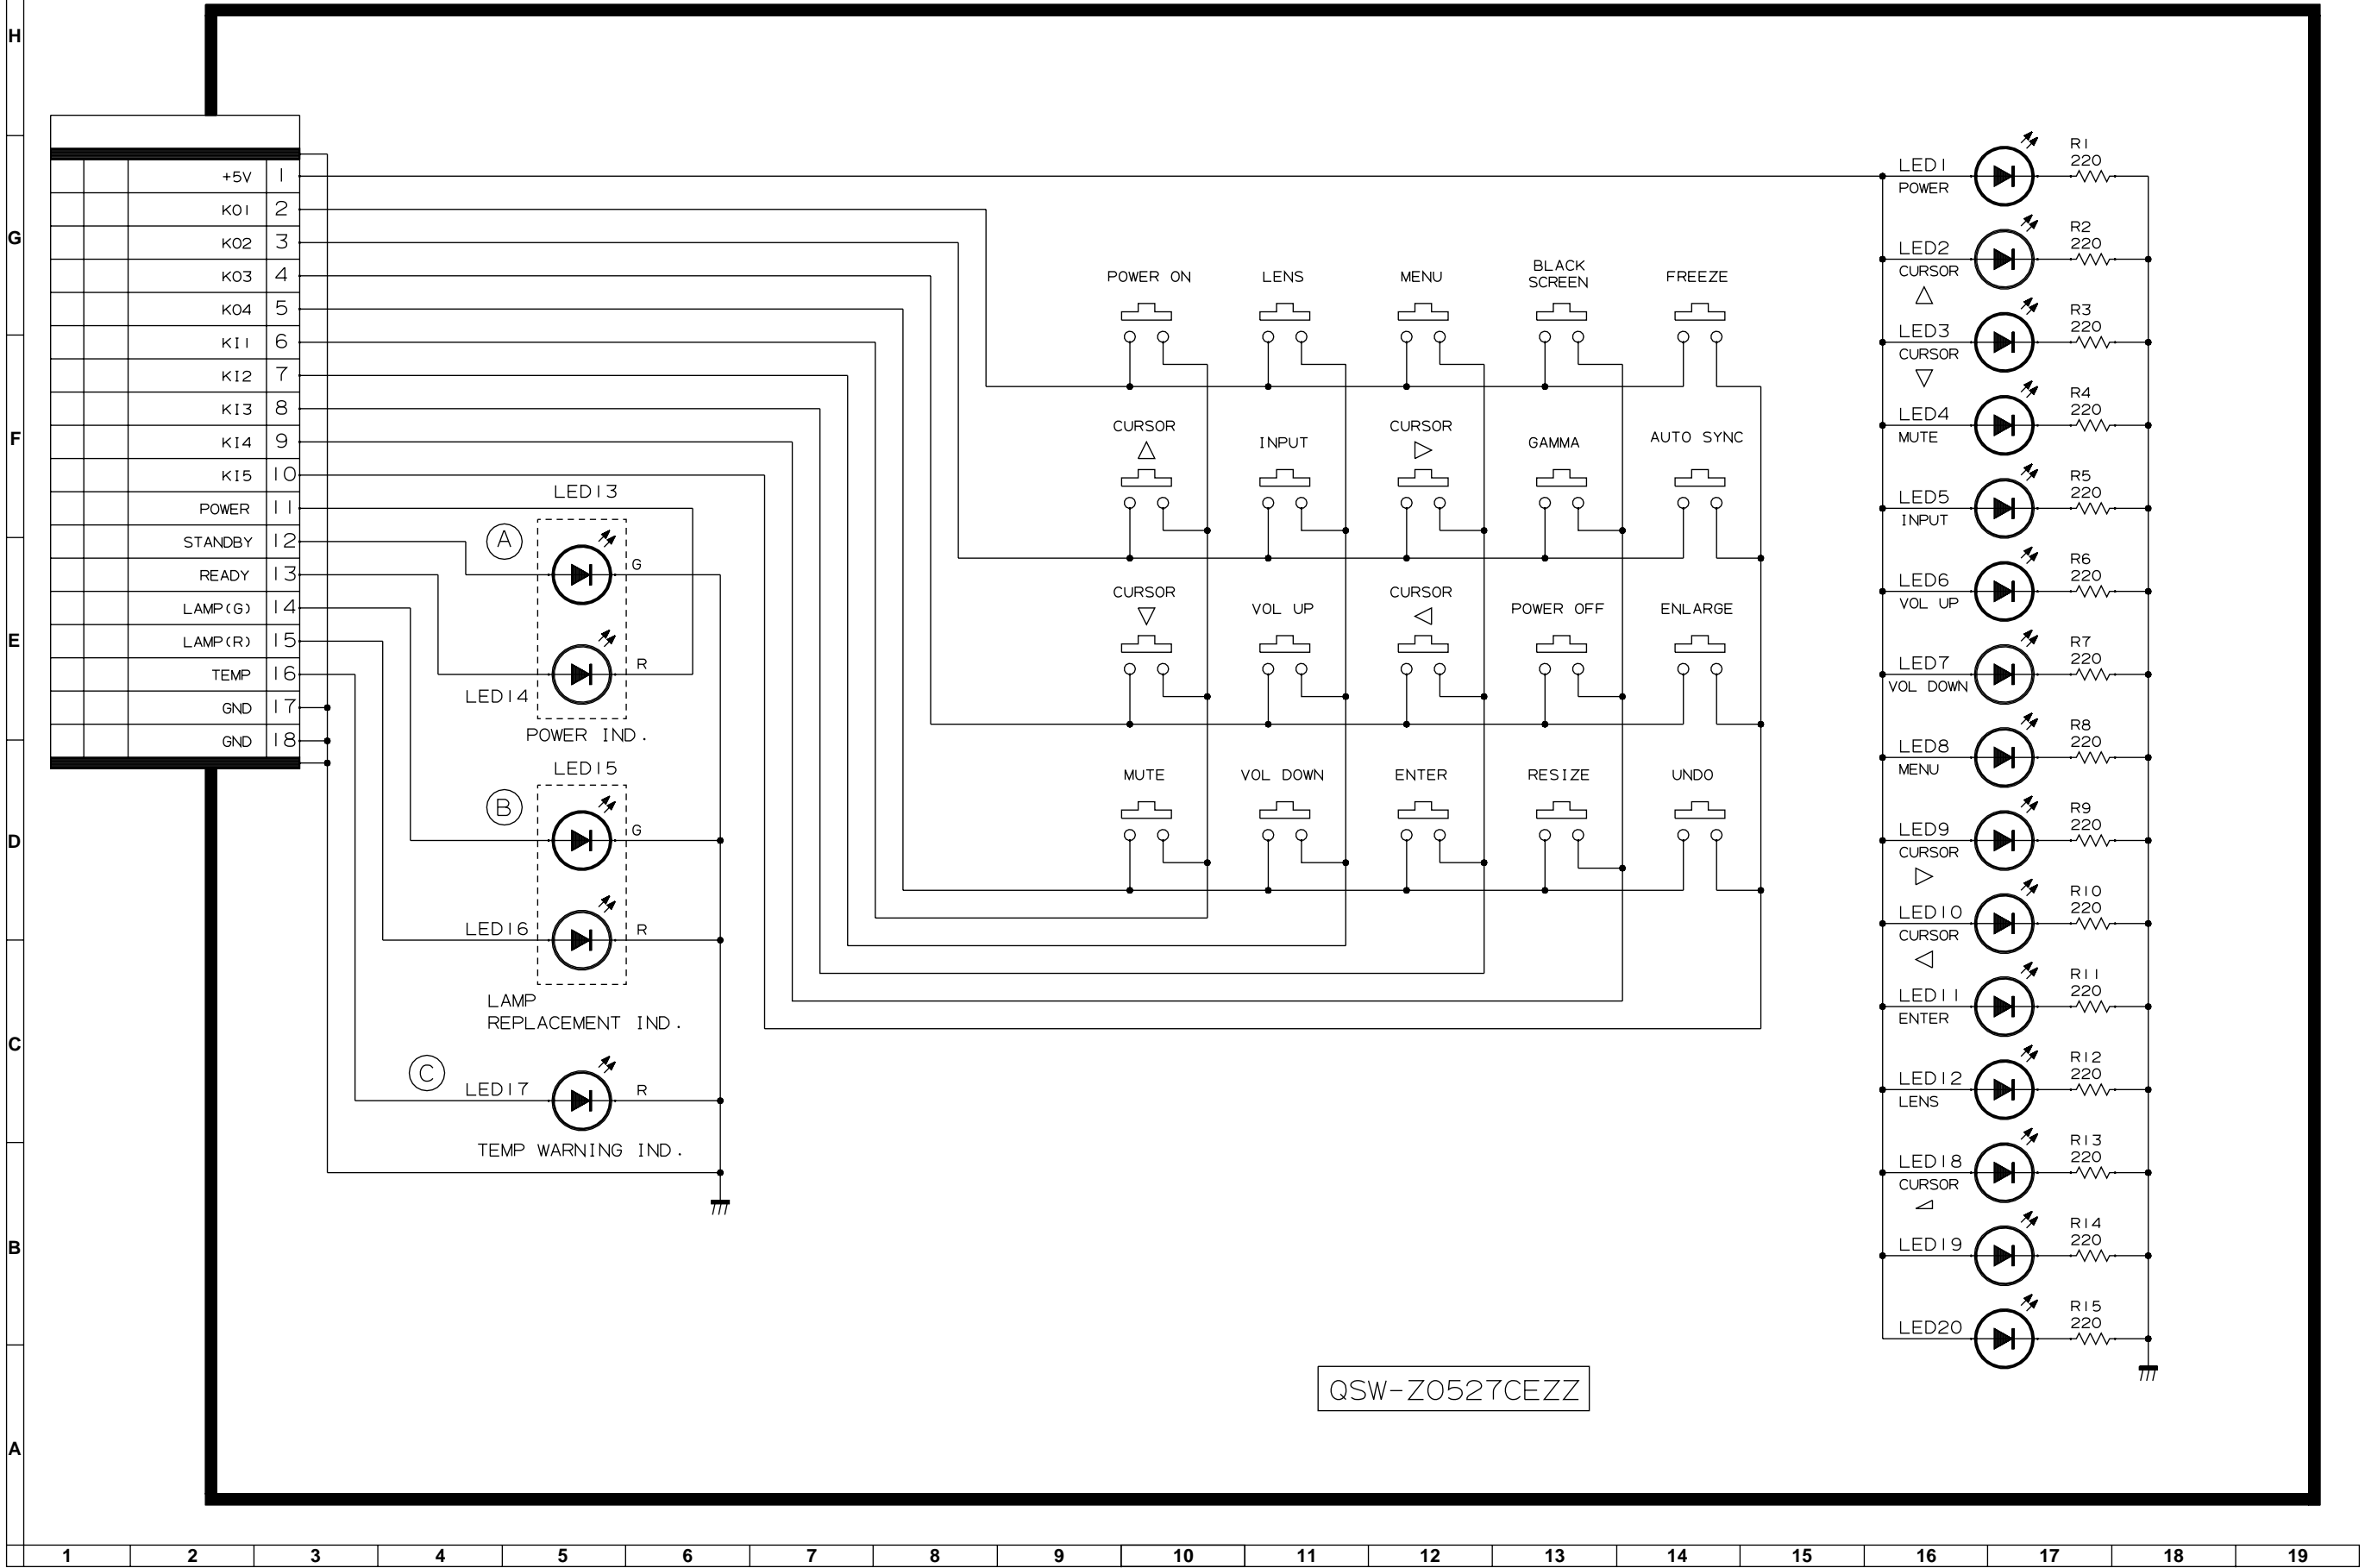 H
G
F
E
D
C
B
A
+5V 1
KO1 2
KO2 3
KO3 4
KO4 5
KI1 6
KI2 7
KI3 8
KI4 9
KI5 10
POWER 11
STANDBY 12
READY 13
LAMP(G) 14
LAMP(R) 15
TEMP 16
GND 17
GND 18
LED13
A
G
R
LED14
POWER IND.
LED15
B
G
LED16
R
LAMP
REPLACEMENT IND.
C
LED17
R
TEMP WARNING IND.
POWER ON
LENS
MENU
BLACK
SCREEN
FREEZE
CURSOR
△
INPUT
CURSOR
▷
GAMMA
AUTO SYNC
CURSOR
▽
VOL UP
CURSOR
◁
POWER OFF
ENLARGE
MUTE
VOL DOWN
ENTER
RESIZE
UNDO
LED1
POWER
R1
220
LED2
CURSOR
△
R2
220
LED3
CURSOR
▽
R3
220
LED4
MUTE
R4
220
LED5
INPUT
R5
220
LED6
VOL UP
R6
220
LED7
VOL DOWN
R7
220
LED8
MENU
R8
220
LED9
CURSOR
▷
R9
220
LED10
CURSOR
◁
R10
220
LED11
ENTER
R11
220
LED12
LENS
R12
220
LED18
CURSOR
R13
220
LED19
R14
220
LED20
R15
220
QSW-Z0527CEZZ
1 2 3 4 5 6 7 8 9 10 11 12 13 14 15 16 17 18 19